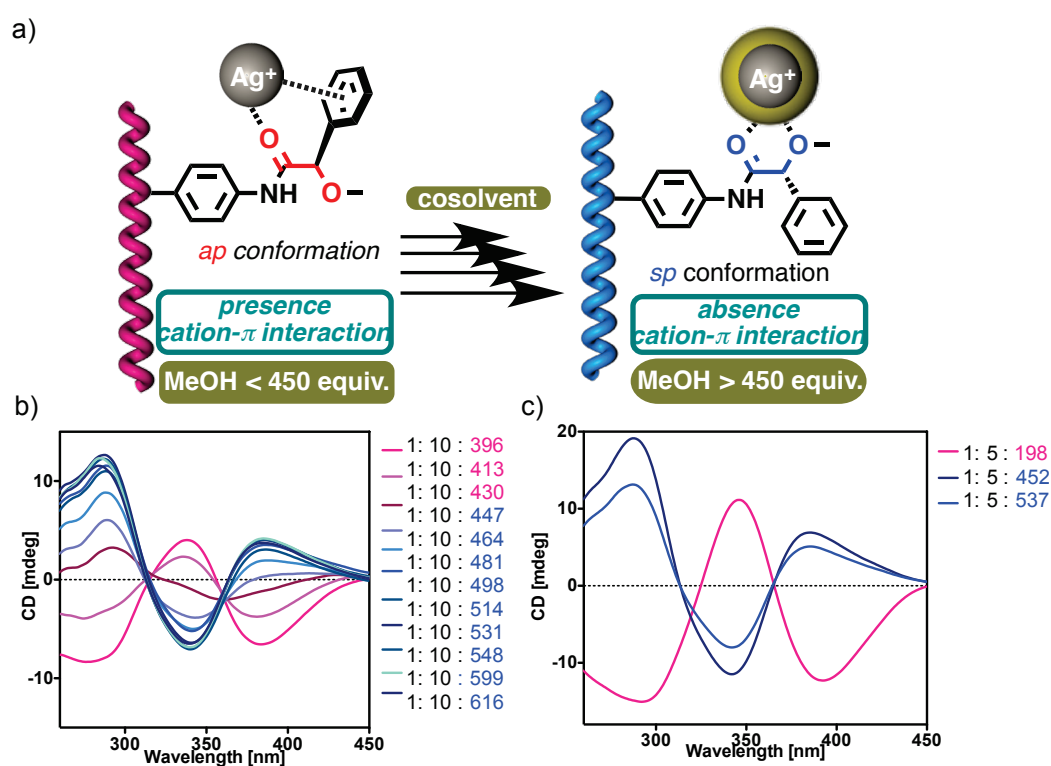 a)
Ag+
O
NH
O
ap conformation
presence
cation-π interaction
MeOH < 450 equiv.
cosolvent
Ag+
O
O
NH
sp conformation
absence
cation-π interaction
MeOH > 450 equiv.
b)
CD [mdeg]
10
0
-10
300
350
400
450
Wavelength [nm]
1: 10 : 396
1: 10 : 413
1: 10 : 430
1: 10 : 447
1: 10 : 464
1: 10 : 481
1: 10 : 498
1: 10 : 514
1: 10 : 531
1: 10 : 548
1: 10 : 599
1: 10 : 616
c)
CD [mdeg]
20
10
0
-10
300
350
400
450
Wavelength [nm]
1: 5 : 198
1: 5 : 452
1: 5 : 537